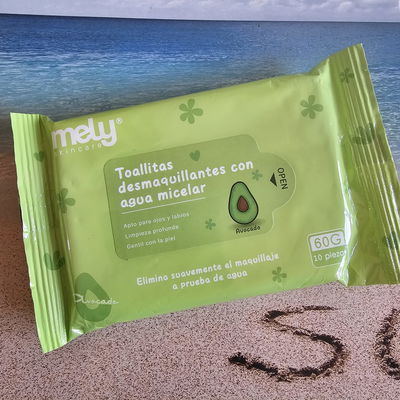 mely®
skincare
Toallitas
desmaquillantes con
agua micelar
Apto para ojos y labios
Limpieza profunda
Gentil con la piel
OPEN
Avocado
60G
10 piezas
Elimina suavemente el maquillaje
a prueba de agua
Avocado